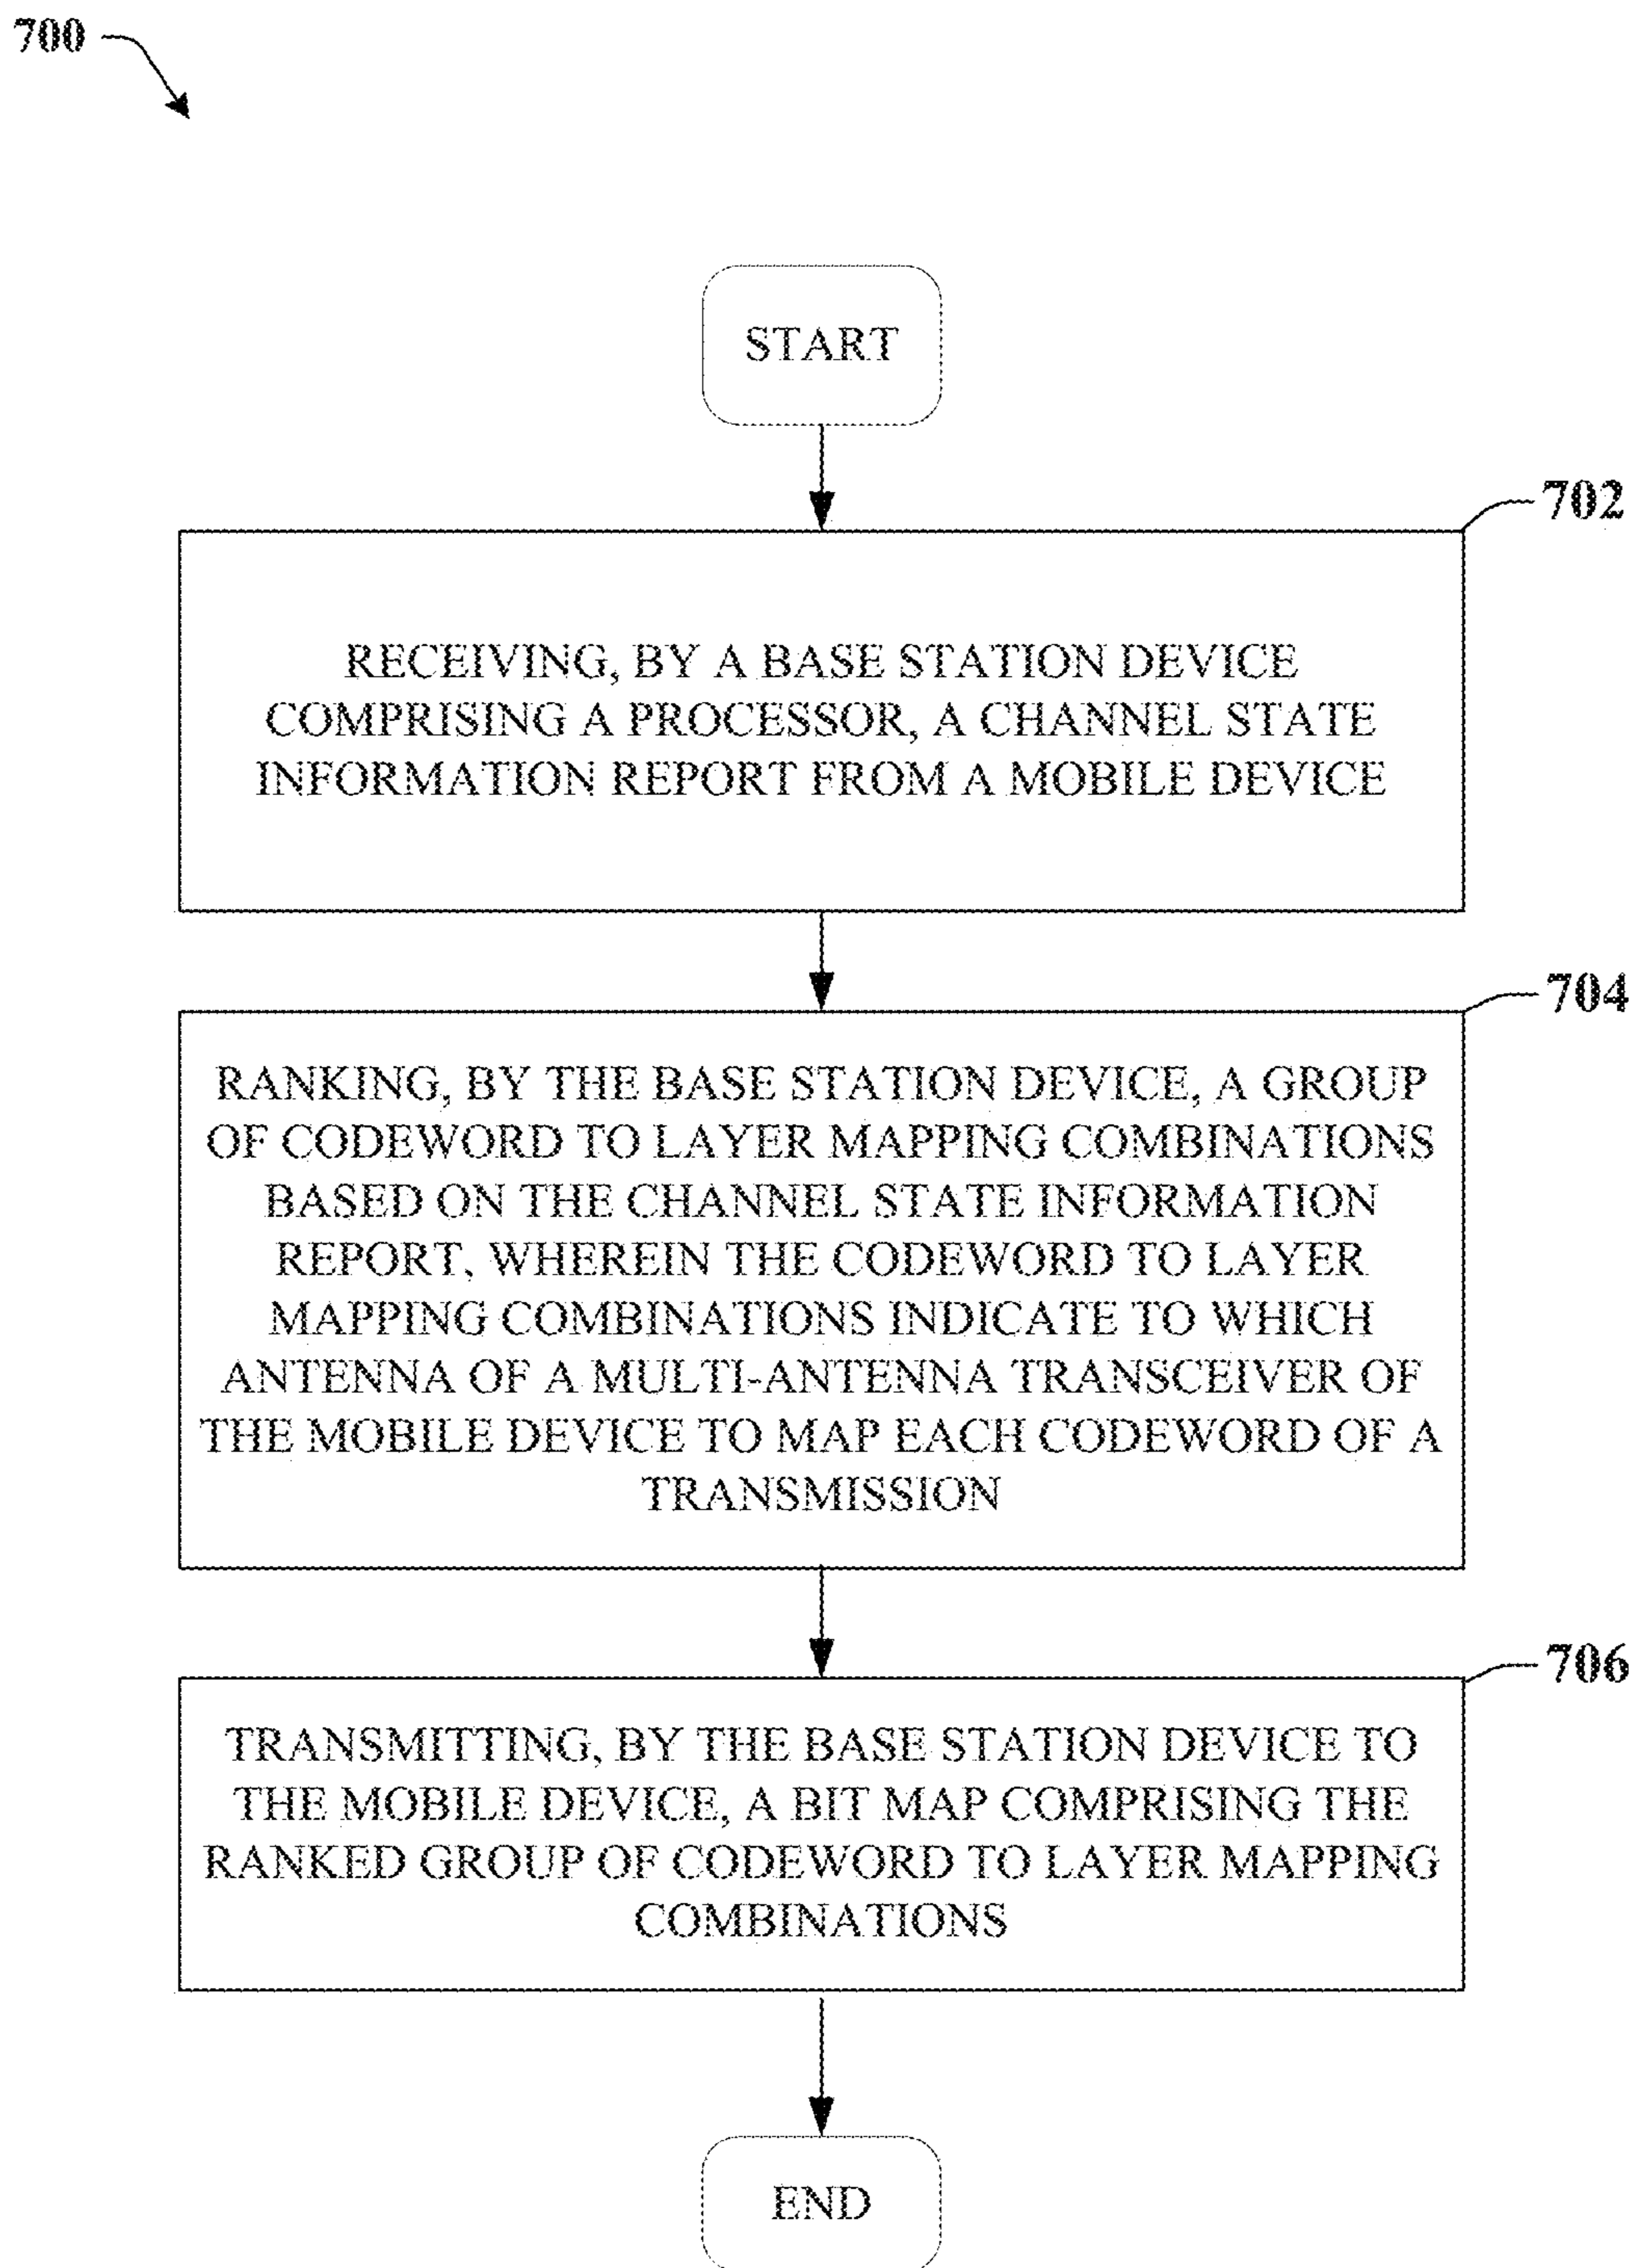 700
START
702
RECEIVING, BY A BASE STATION DEVICE
COMPRISING A PROCESSOR, A CHANNEL STATE
INFORMATION REPORT FROM A MOBILE DEVICE
704
RANKING, BY THE BASE STATION DEVICE, A GROUP
OF CODEWORD TO LAYER MAPPING COMBINATIONS
BASED ON THE CHANNEL STATE INFORMATION
REPORT, WHEREIN THE CODEWORD TO LAYER
MAPPING COMBINATIONS INDICATE TO WHICH
ANTENNA OF A MULTI-ANTENNA TRANSCEIVER OF
THE MOBILE DEVICE TO MAP EACH CODEWORD OF A
TRANSMISSION
706
TRANSMITTING, BY THE BASE STATION DEVICE TO
THE MOBILE DEVICE, A BIT MAP COMPRISING THE
RANKED GROUP OF CODEWORD TO LAYER MAPPING
COMBINATIONS
END